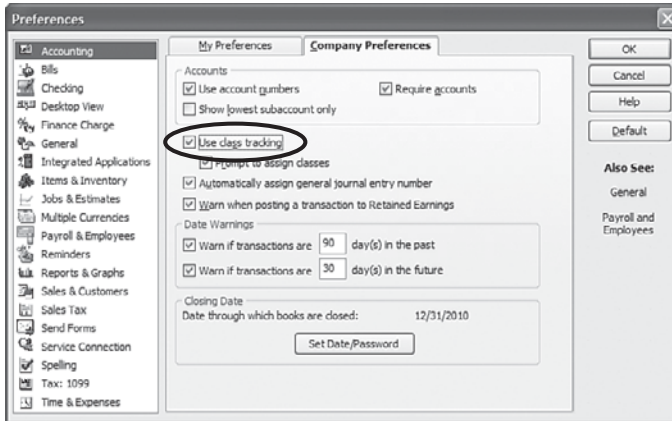 Preferences
Accounting
Bills
Checking
Desktop View
Finance Charge
General
Integrated Applications
Items & Inventory
Jobs & Estimates
Multiple Currencies
Payroll & Employees
Reminders
Reports & Graphs
Sales & Customers
Sales Tax
Send Forms
Service Connection
Spelling
Tax: 1099
Time & Expenses
My Preferences
Company Preferences
Accounts
Use account numbers
Require accounts
Show lowest subaccount only
Use class tracking
Prompt to assign classes
Automatically assign general journal entry number
Warn when posting a transaction to Retained Earnings
Date Warnings
Warn if transactions are 90 day(s) in the past
Warn if transactions are 30 day(s) in the future
Closing Date
Date through which books are closed: 12/31/2010
Set Date/Password
OK
Cancel
Help
Default
Also See:
General
Payroll and
Employees